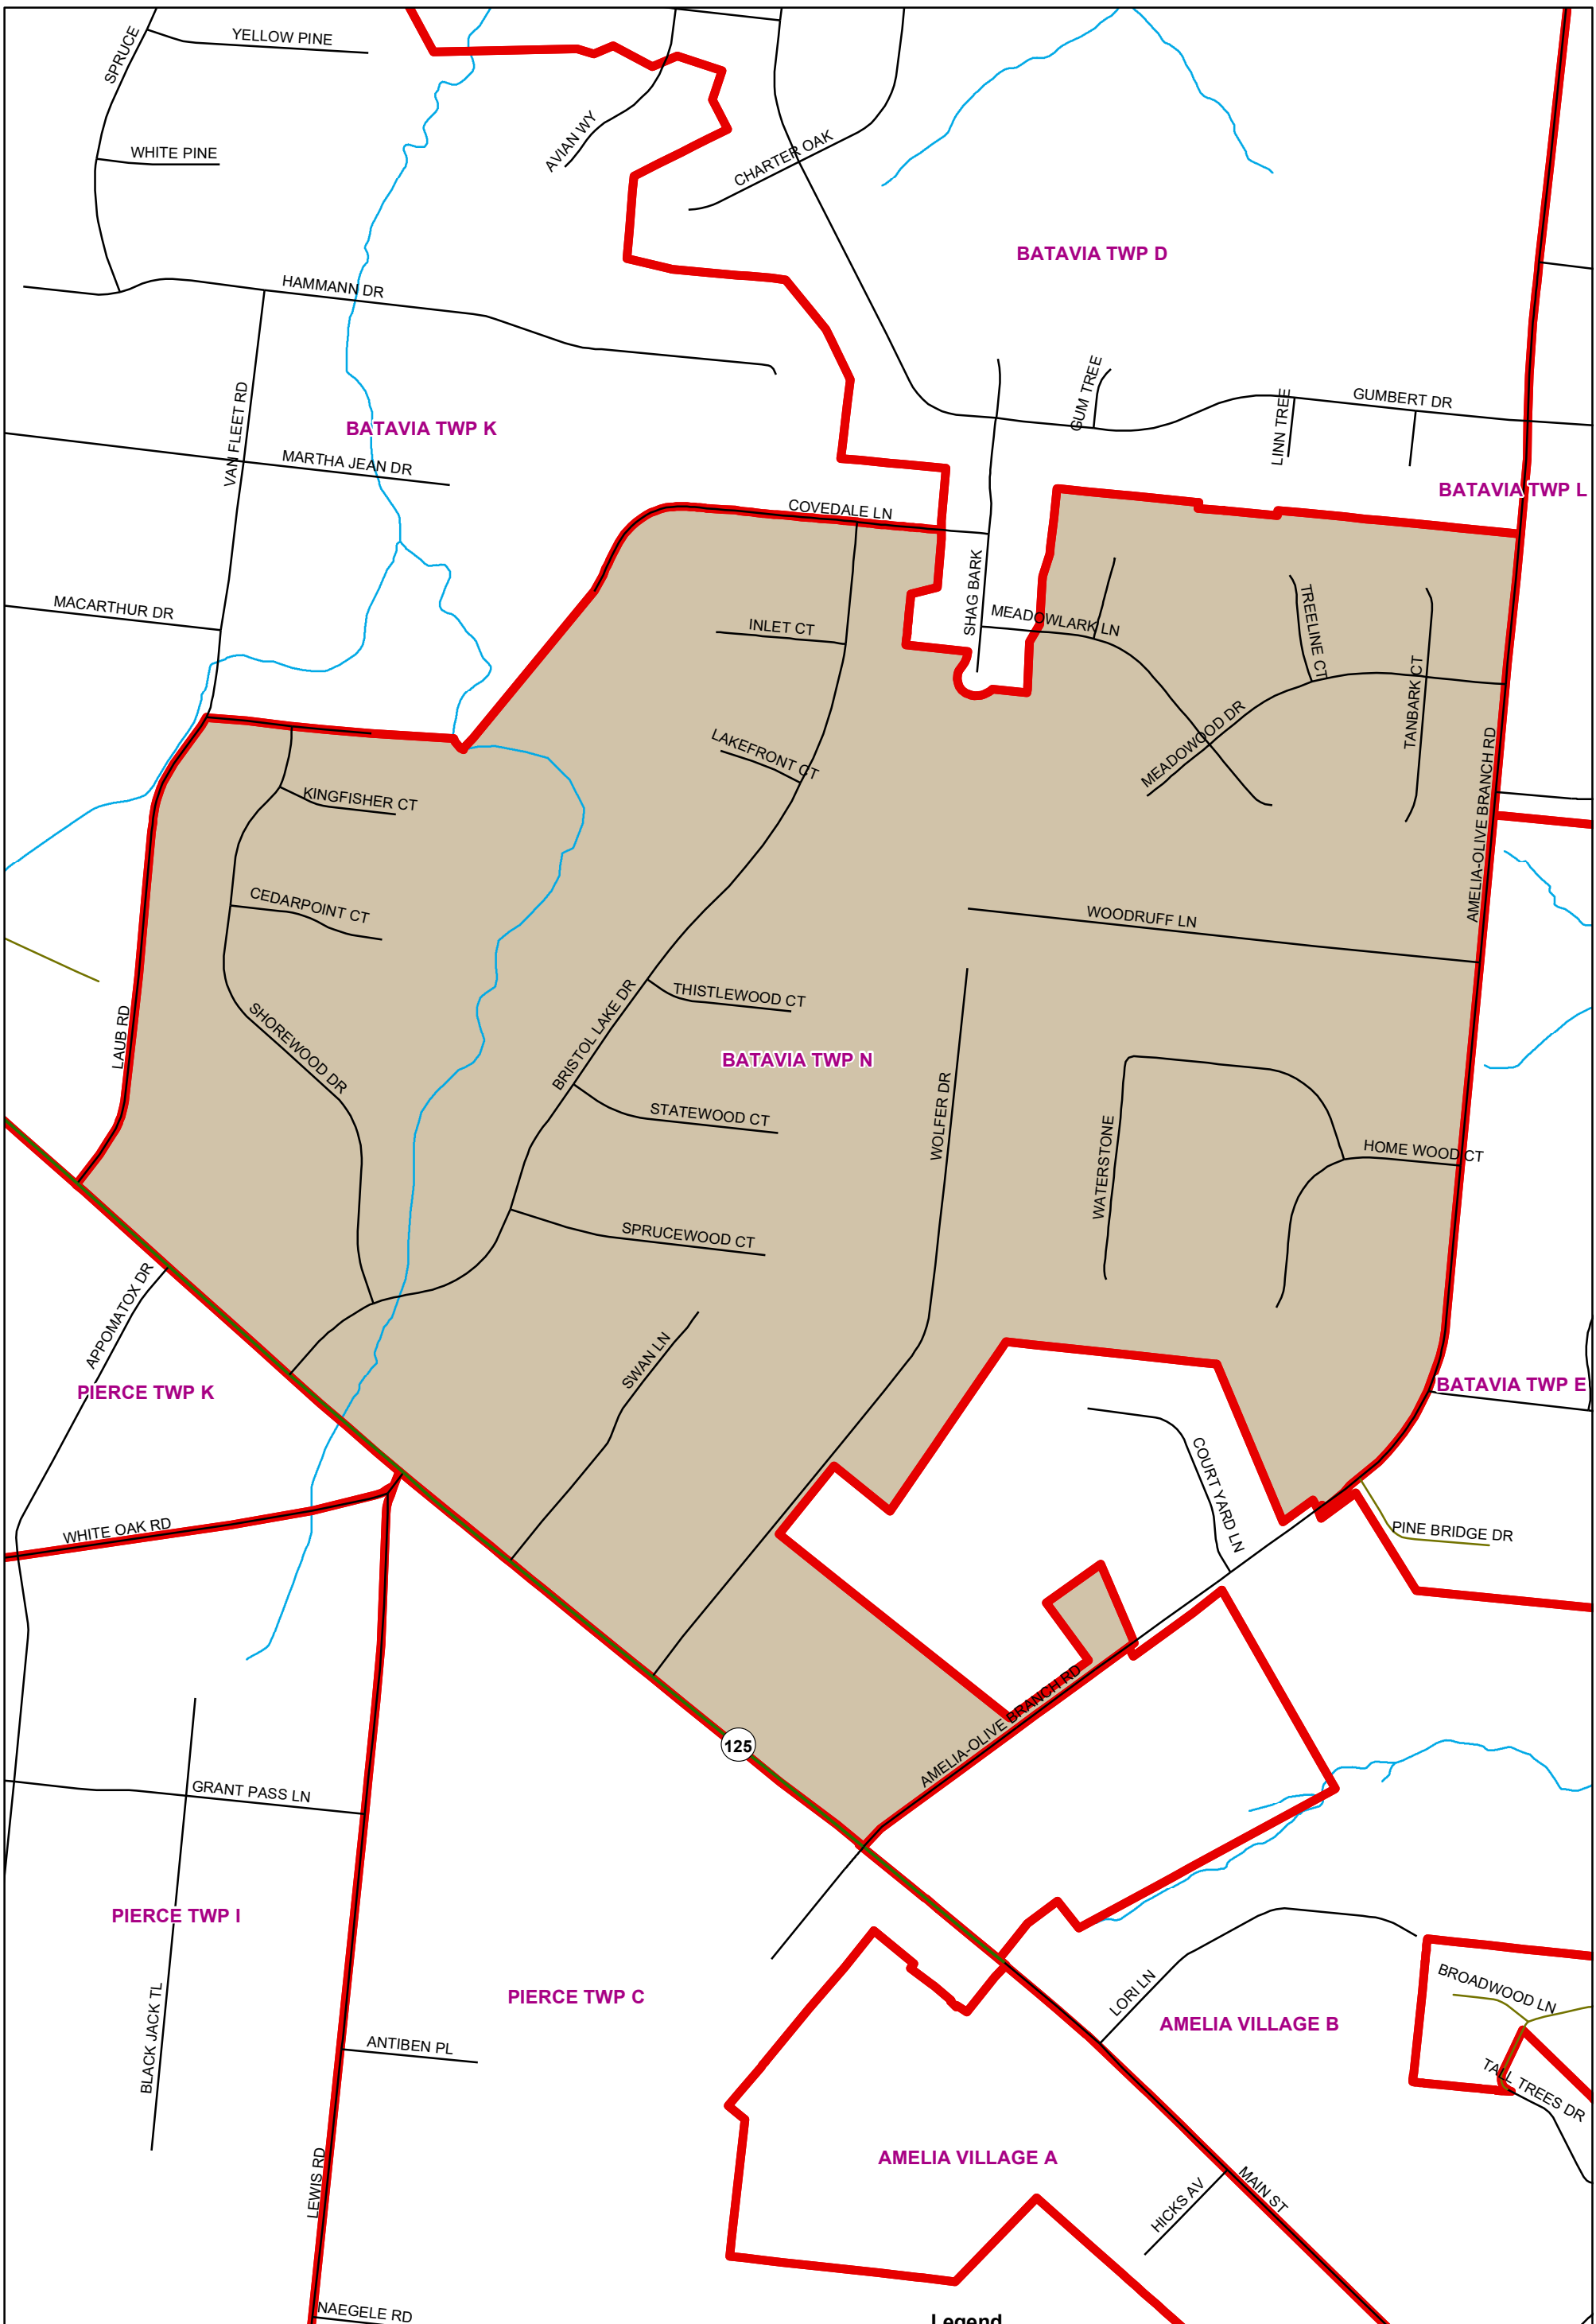 SPRUCE
YELLOW PINE
WHITE PINE
AVIAN WY
CHARTER OAK
BATAVIA TWP D
HAMMANN DR
VAN FLEET RD
BATAVIA TWP K
MARTHA JEAN DR
GUM TREE
LINN TREE
GUMBERT DR
BATAVIA TWP L
COVEDALE LN
SHAG BARK
MACARTHUR DR
INLET CT
MEADOWLARK LN
TREELINE CT
TANBARK CT
LAKEFRONT CT
MEADOWOOD DR
AMELIA-OLIVE BRANCH RD
KINGFISHER CT
CEDARPOINT CT
WOODRUFF LN
LAUB RD
SHOREWOOD DR
BRISTOL LAKE DR
THISTLEWOOD CT
BATAVIA TWP N
STATEWOOD CT
WOLFER DR
WATERSTONE
HOME WOOD CT
SPRUCEWOOD CT
APPOMATOX DR
SWAN LN
PIERCE TWP K
BATAVIA TWP E
COURT YARD LN
WHITE OAK RD
PINE BRIDGE DR
AMELIA-OLIVE BRANCH RD
125
GRANT PASS LN
PIERCE TWP I
BLACK JACK TL
PIERCE TWP C
LORI LN
BROADWOOD LN
AMELIA VILLAGE B
ANTIBEN PL
TALL TREES DR
AMELIA VILLAGE A
LEWIS RD
HICKS AV
MAIN ST
NAEGELE RD
Legend